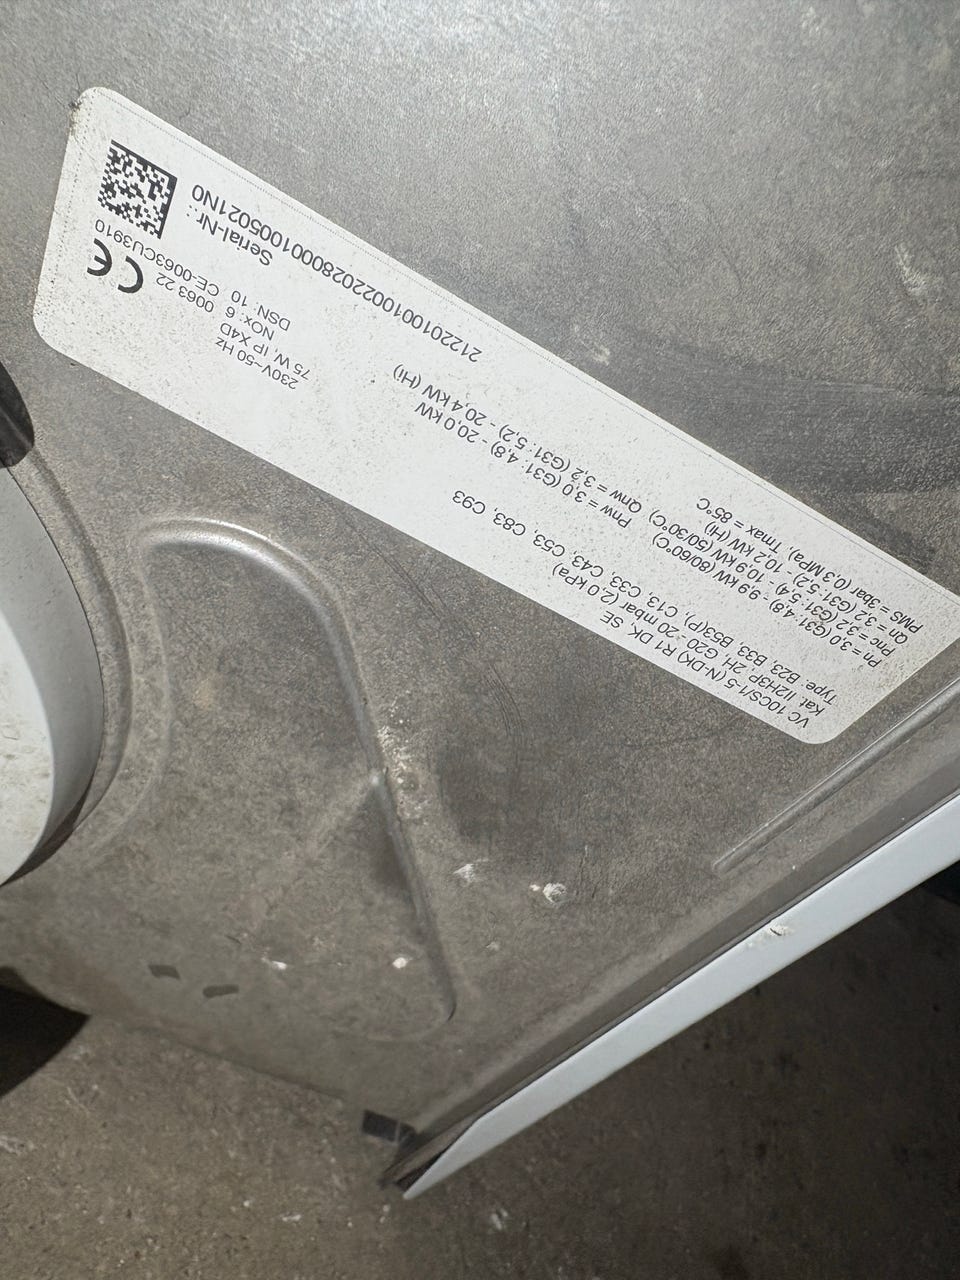 VC 10CS/1-5 (N-DK) R1 DK, SE
Kat. II2H3P, 2H, G20 - 20 mbar (2.0 kPa)
Type: B23, B33, B53(P), C13, C33, C43, C53, C83, C93
Pn = 3,0 (G31: 4,8) - 9,9 kW (80/60°C)
Pnc = 3,2 (G31: 5,4) - 10,9 kW (50/30°C)
Qn = 3,2 (G31: 5,2) - 10,2 kW (Hi)
PMS = 3bar (0,3 MPa), Tmax = 85°C
Pnw = 3,0 (G31: 4,8) - 20,0 kW
Qnw = 3,2 (G31: 5,2) - 20,4 kW (Hi)
230V~50 Hz
75 W, IP X4D
NOx: 6
DSN: 10
CE
0063 22
CE-0063CU3910
Serial-Nr.:
21220100100220280001005021N0